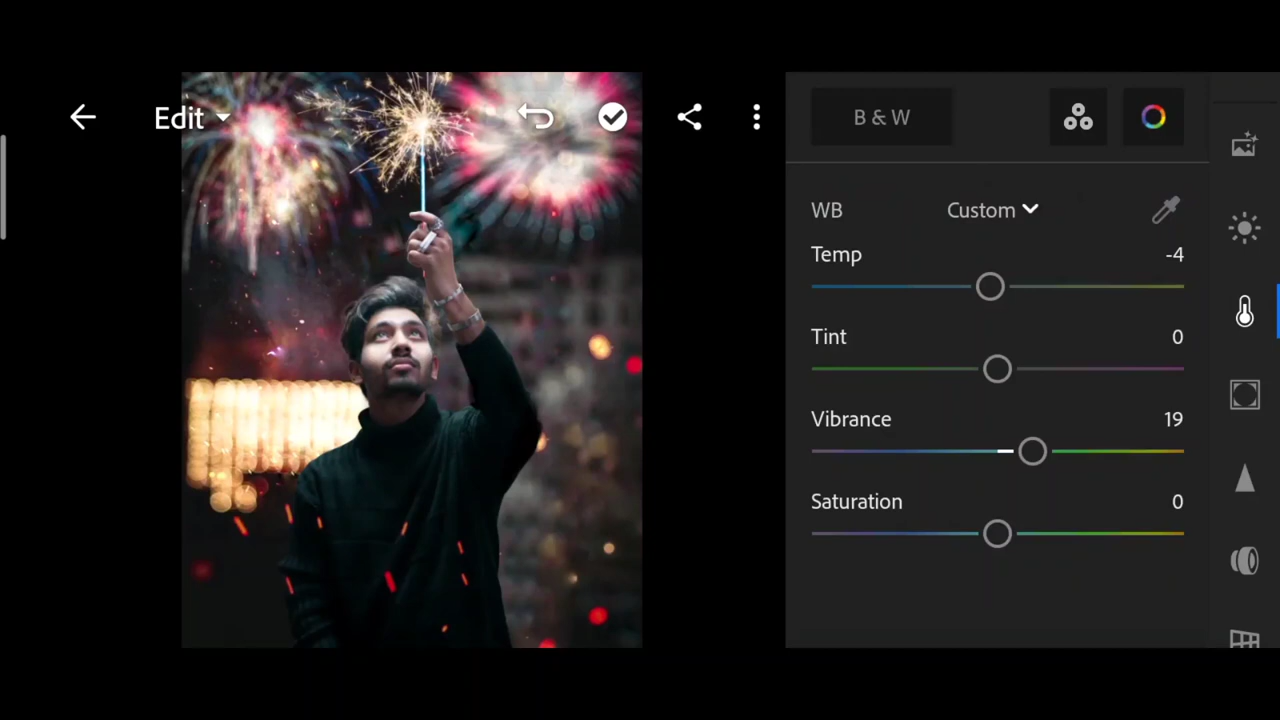 Edit
B & W
WB Custom
Temp -4
Tint 0
Vibrance 19
Saturation 0